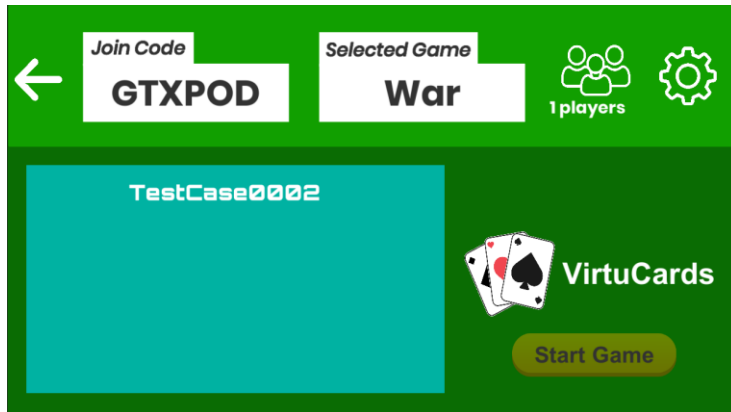 Join Code
GTXPOD
Selected Game
War
1 players
TestCase0002
VirtuCards
Start Game